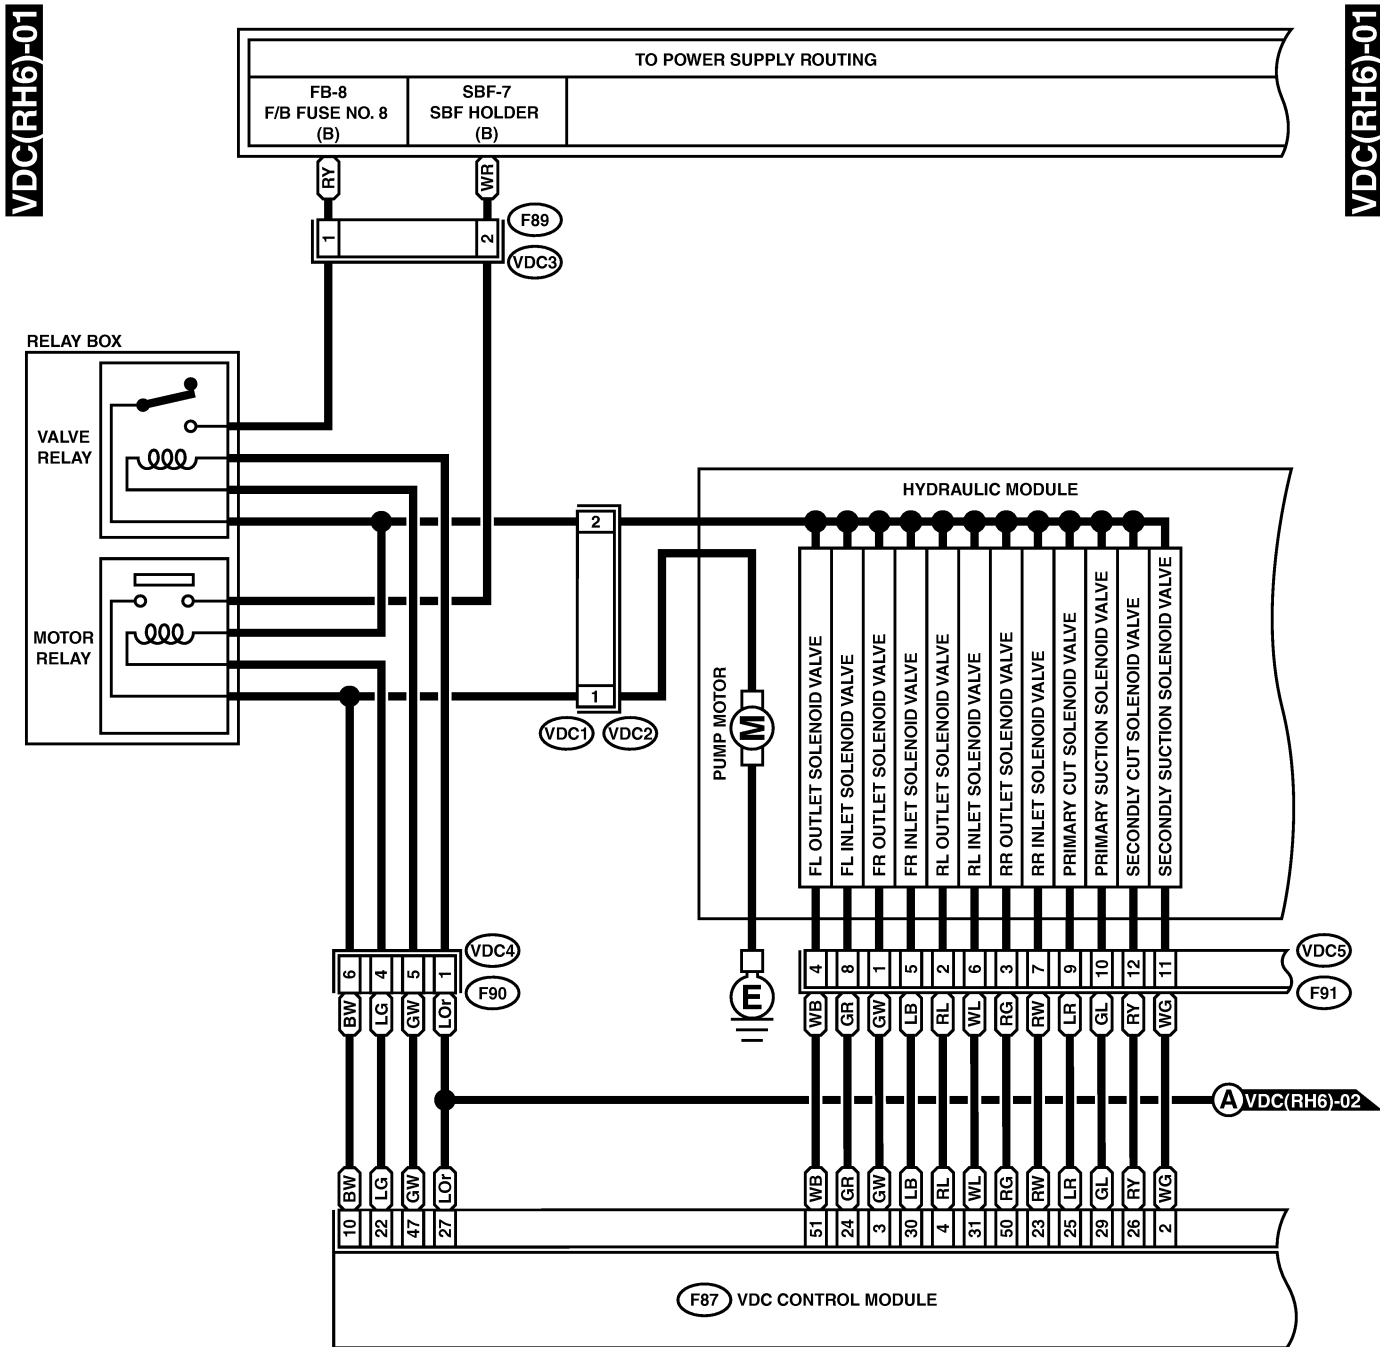 VDC(RH6)-01
VDC(RH6)-01
TO POWER SUPPLY ROUTING
FB-8
F/B FUSE NO. 8
(B)
SBF-7
SBF HOLDER
(B)
RY
WR
1
2
F89
VDC3
RELAY BOX
VALVE
RELAY
MOTOR
RELAY
2
1
VDC1
VDC2
HYDRAULIC MODULE
PUMP MOTOR
M
E
FL OUTLET SOLENOID VALVE
FL INLET SOLENOID VALVE
FR OUTLET SOLENOID VALVE
FR INLET SOLENOID VALVE
RL OUTLET SOLENOID VALVE
RL INLET SOLENOID VALVE
RR OUTLET SOLENOID VALVE
RR INLET SOLENOID VALVE
PRIMARY CUT SOLENOID VALVE
PRIMARY SUCTION SOLENOID VALVE
SECONDLY CUT SOLENOID VALVE
SECONDLY SUCTION SOLENOID VALVE
6 4 5 1
VDC4
F90
BW LG GW LOr
4 8 1 5 2 6 3 7 9 10 12 11
VDC5
F91
WB GR GW LB RL WL RG RW LR GL RY WG
A VDC(RH6)-02
BW LG GW LOr
WB GR GW LB RL WL RG RW LR GL RY WG
10 22 47 27
51 24 3 30 4 31 50 23 25 29 26 2
F87 VDC CONTROL MODULE